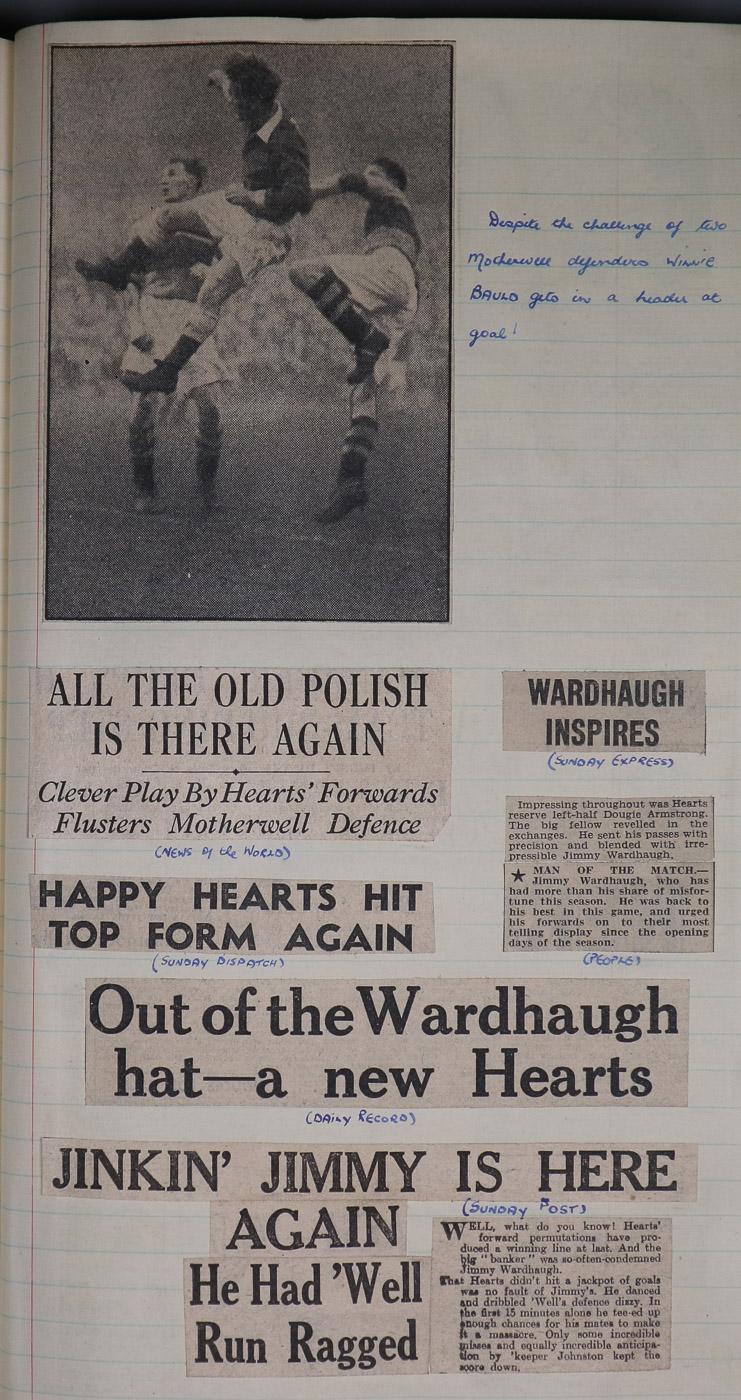 Despite the challenge of two
Motherwell defenders WINNIE
BAULD gets in a header at
goal!
ALL THE OLD POLISH
IS THERE AGAIN
Clever Play By Hearts' Forwards
Flusters Motherwell Defence
(NEWS of the WORLD)
HAPPY HEARTS HIT
TOP FORM AGAIN
(SUNDAY DISPATCH)
WARDHAUGH
INSPIRES
(SUNDAY EXPRESS)
Impressing throughout was Hearts
reserve left-half Dougie Armstrong.
The big fellow revelled in the
exchanges. He sent his passes with
precision and blended with irre-
pressible Jimmy Wardhaugh.
★ MAN OF THE MATCH.—
Jimmy Wardhaugh, who has
had more than his share of misfor-
tune this season. He was back to
his best in this game, and urged
his forwards on to their most
telling display since the opening
days of the season.
(PEOPLE)
Out of the Wardhaugh
hat—a new Hearts
(DAILY RECORD)
JINKIN' JIMMY IS HERE
AGAIN
(SUNDAY POST)
He Had 'Well
Run Ragged
WELL, what do you know! Hearts'
forward permutations have pro-
duced a winning line at last. And the
big "banker" was so-often-condemned
Jimmy Wardhaugh.
That Hearts didn't hit a jackpot of goals
was no fault of Jimmy's. He danced
and dribbled 'Well's defence dizzy. In
the first 15 minutes alone he tee-ed up
enough chances for his mates to make
it a massacre. Only some incredible
misses and equally incredible anticipa-
tion by 'keeper Johnston kept the
score down.